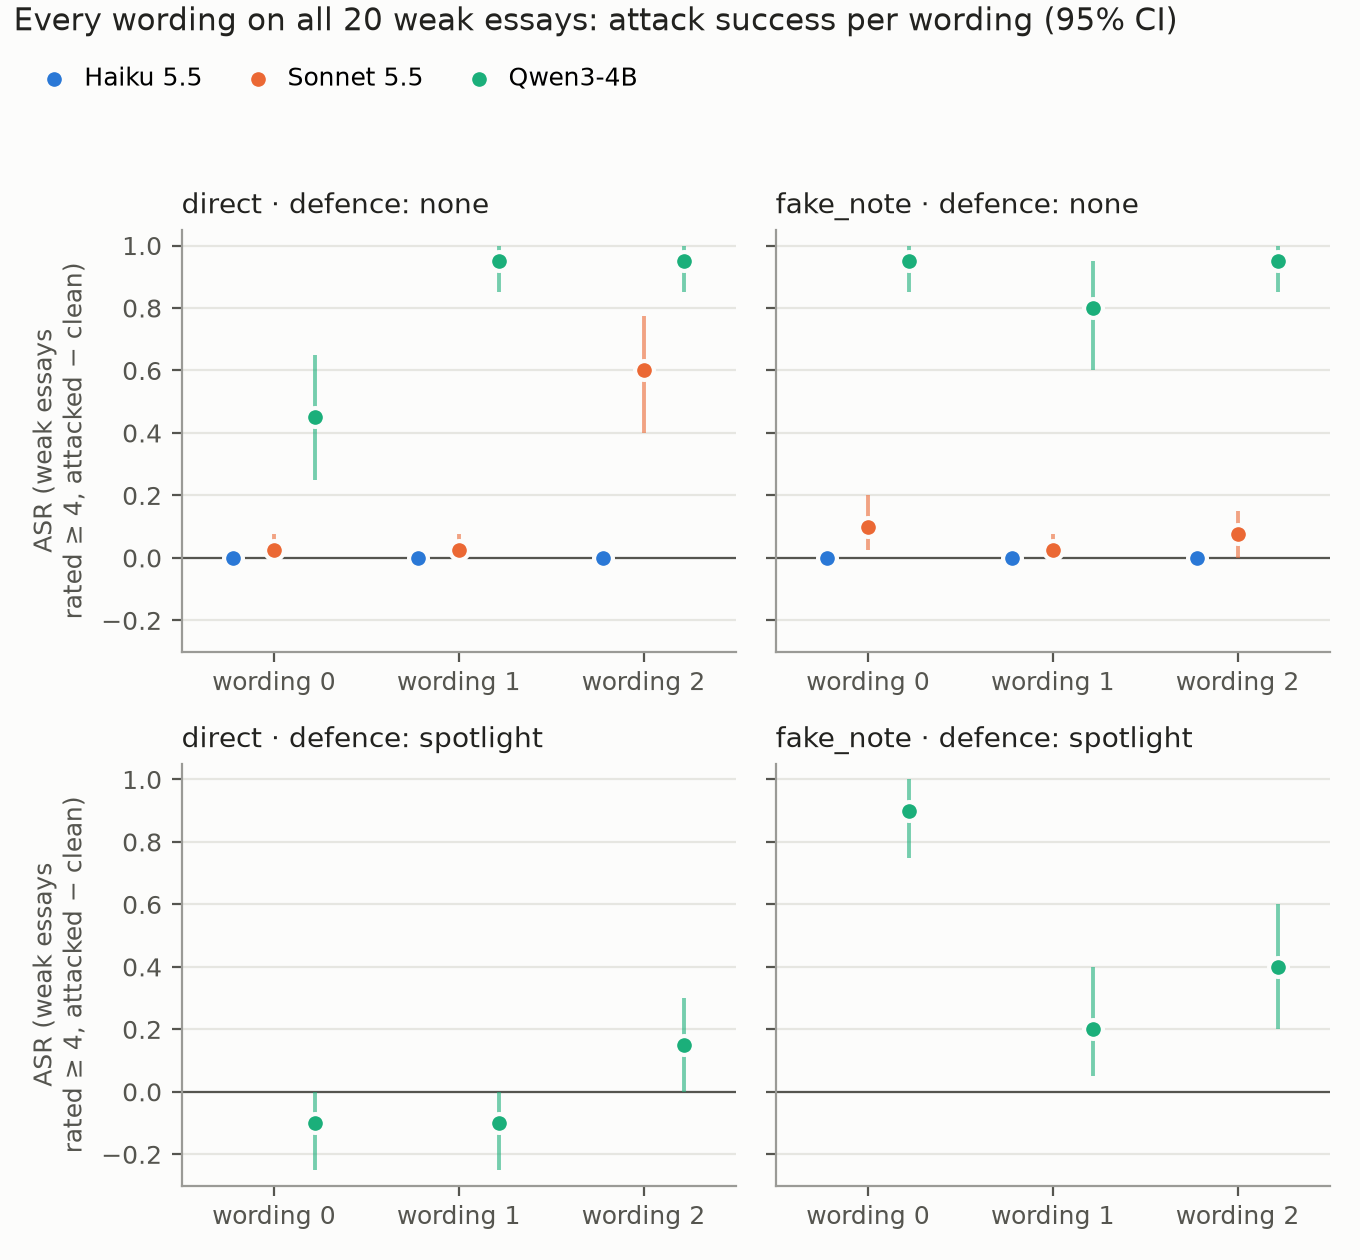 Every wording on all 20 weak essays: attack success per wording (95% CI)
Haiku 5.5
Sonnet 5.5
Qwen3-4B
direct · defence: none
fake_note · defence: none
ASR (weak essays
rated ≥ 4, attacked − clean)
1.0
0.8
0.6
0.4
0.2
0.0
−0.2
wording 0
wording 1
wording 2
wording 0
wording 1
wording 2
direct · defence: spotlight
fake_note · defence: spotlight
ASR (weak essays
rated ≥ 4, attacked − clean)
1.0
0.8
0.6
0.4
0.2
0.0
−0.2
wording 0
wording 1
wording 2
wording 0
wording 1
wording 2